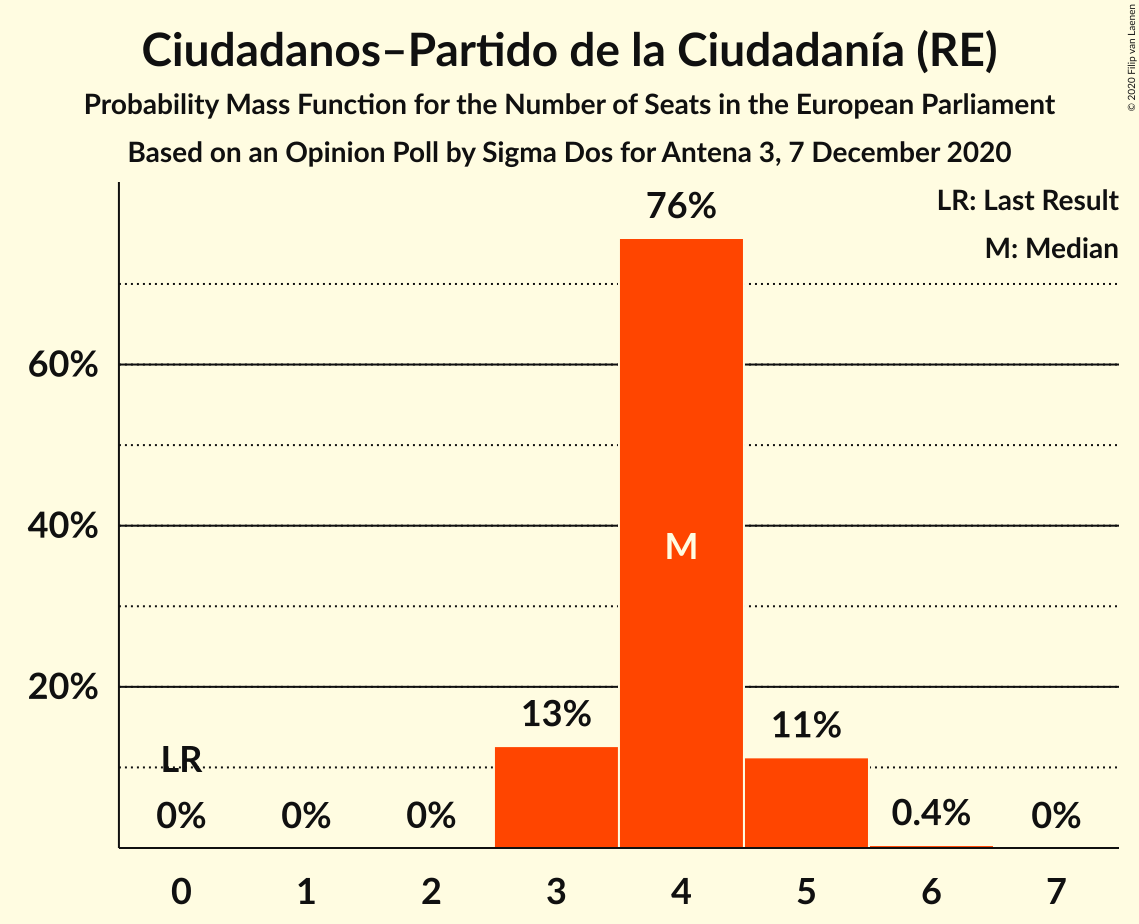 Ciudadanos–Partido de la Ciudadanía (RE)
Probability Mass Function for the Number of Seats in the European Parliament
Based on an Opinion Poll by Sigma Dos for Antena 3, 7 December 2020
© 2020 Filip van Laenen
LR: Last Result
M: Median
76%
60%
40%
M
20%
13%
11%
LR
0%
0%
0%
0.4%
0%
0
1
2
3
4
5
6
7